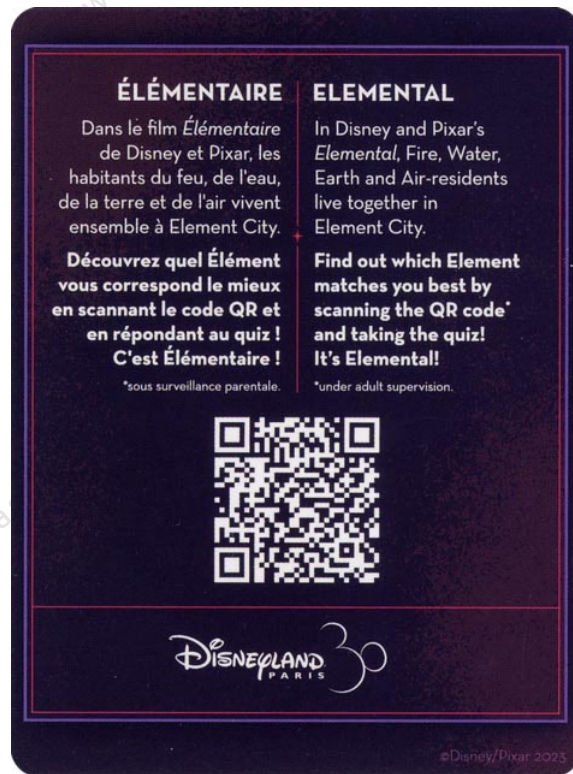 ÉLÉMENTAIRE
Dans le film Élémentaire
de Disney et Pixar, les
habitants du feu, de l'eau,
de la terre et de l'air vivent
ensemble à Element City.
Découvrez quel Élément
vous correspond le mieux
en scannant le code QR et
en répondant au quiz !
C'est Élémentaire !
*sous surveillance parentale.
ELEMENTAL
In Disney and Pixar's
Elemental, Fire, Water,
Earth and Air-residents
live together in
Element City.
Find out which Element
matches you best by
scanning the QR code*
and taking the quiz!
It's Elemental!
*under adult supervision.
DISNEYLAND 30
PARIS
©Disney/Pixar 2023